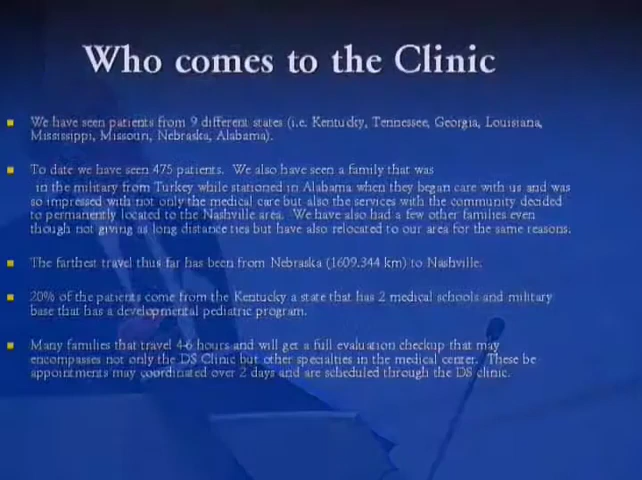 Who comes to the Clinic
We have seen patients from 9 different states (i.e. Kentucky, Tennessee, Georgia, Louisiana,
Mississippi, Missouri, Nebraska, Alabama).
To date we have seen 475 patients. We also have seen a family that was
in the military from Turkey while stationed in Alabama when they began care with us and was
so impressed with not only the medical care but also the services with the community decided
to permanently located to the Nashville area. We have also had a few other families even
though not giving as long distance ties but have also relocated to our area for the same reasons.
The farthest travel thus far has been from Nebraska (1609.344 km) to Nashville.
20% of the patients come from the Kentucky a state that has 2 medical schools and military
base that has a developmental pediatric program.
Many families that travel 4-6 hours and will get a full evaluation checkup that may
encompasses not only the DS Clinic but other specialties in the medical center. These be
appointments may coordinated over 2 days and are scheduled through the DS clinic.